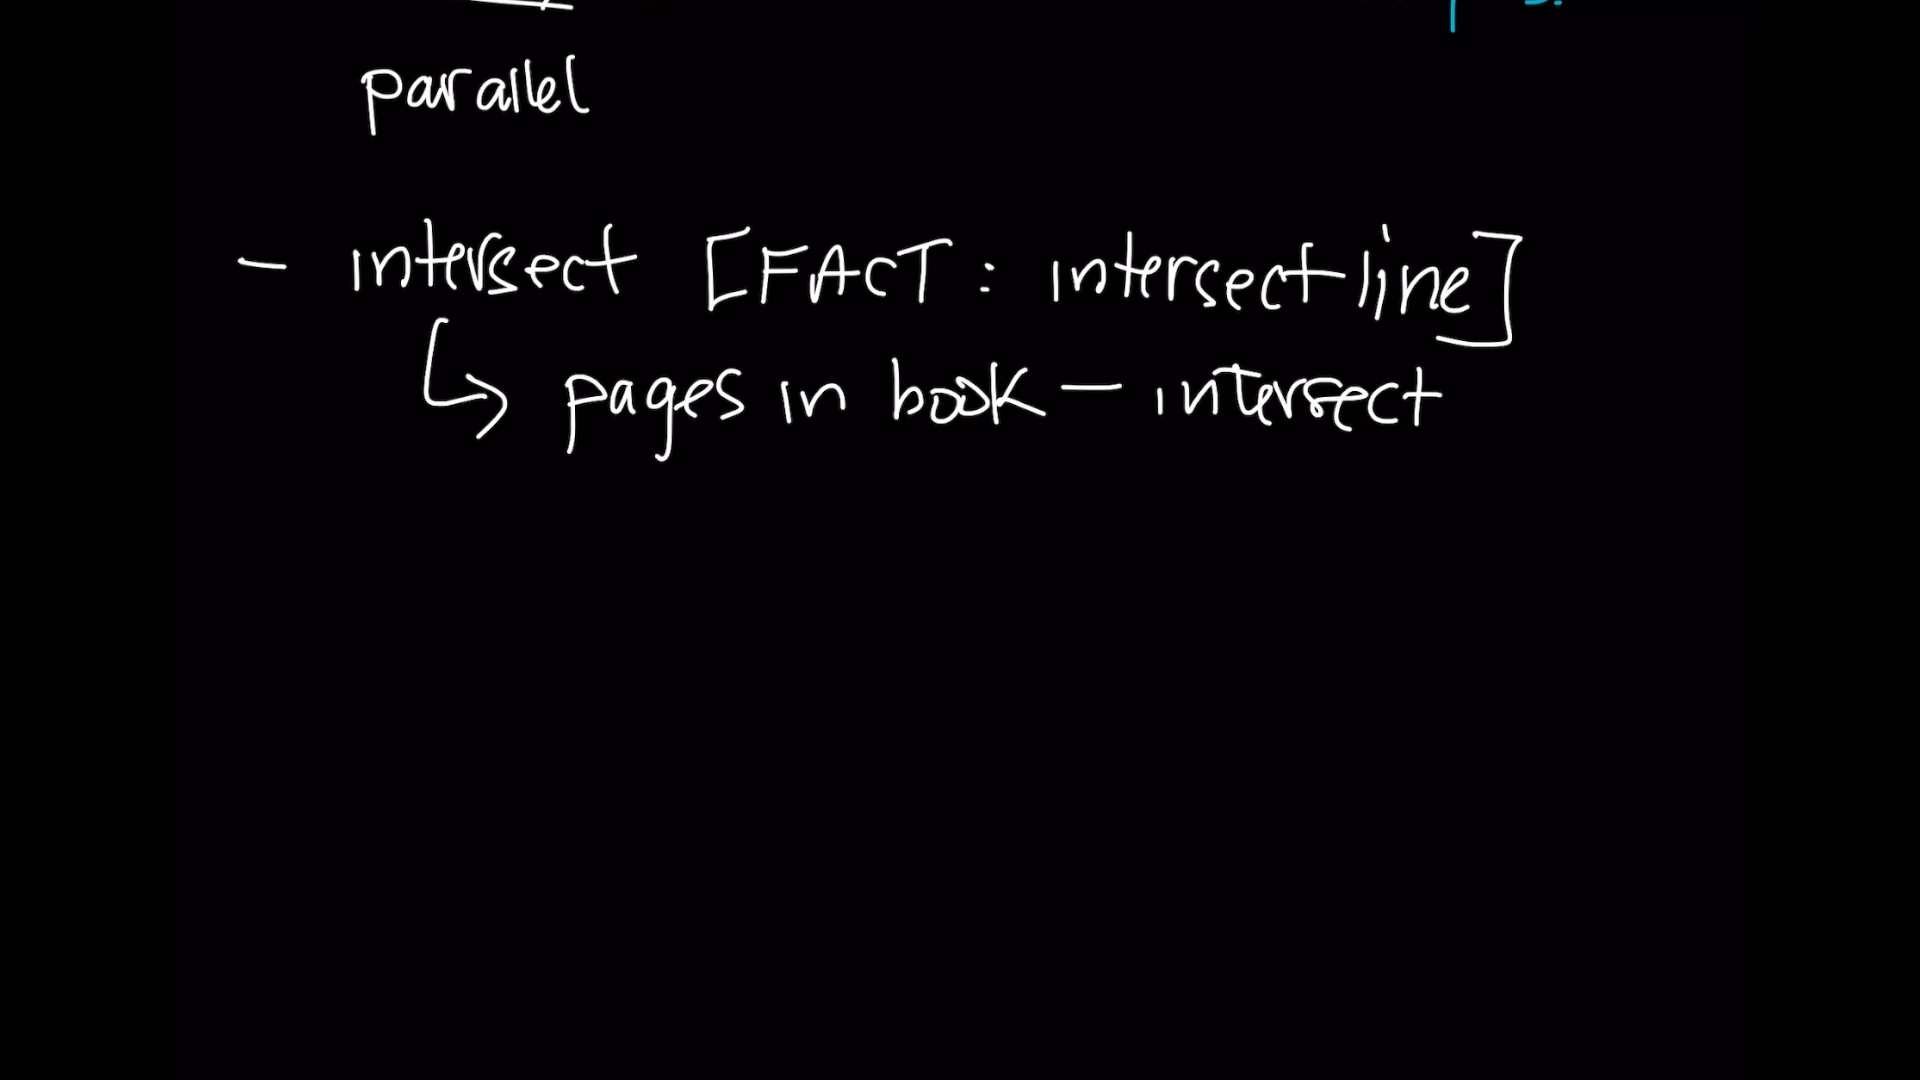 parallel
- intersect [FACT: intersect line]
↳ pages in book - intersect